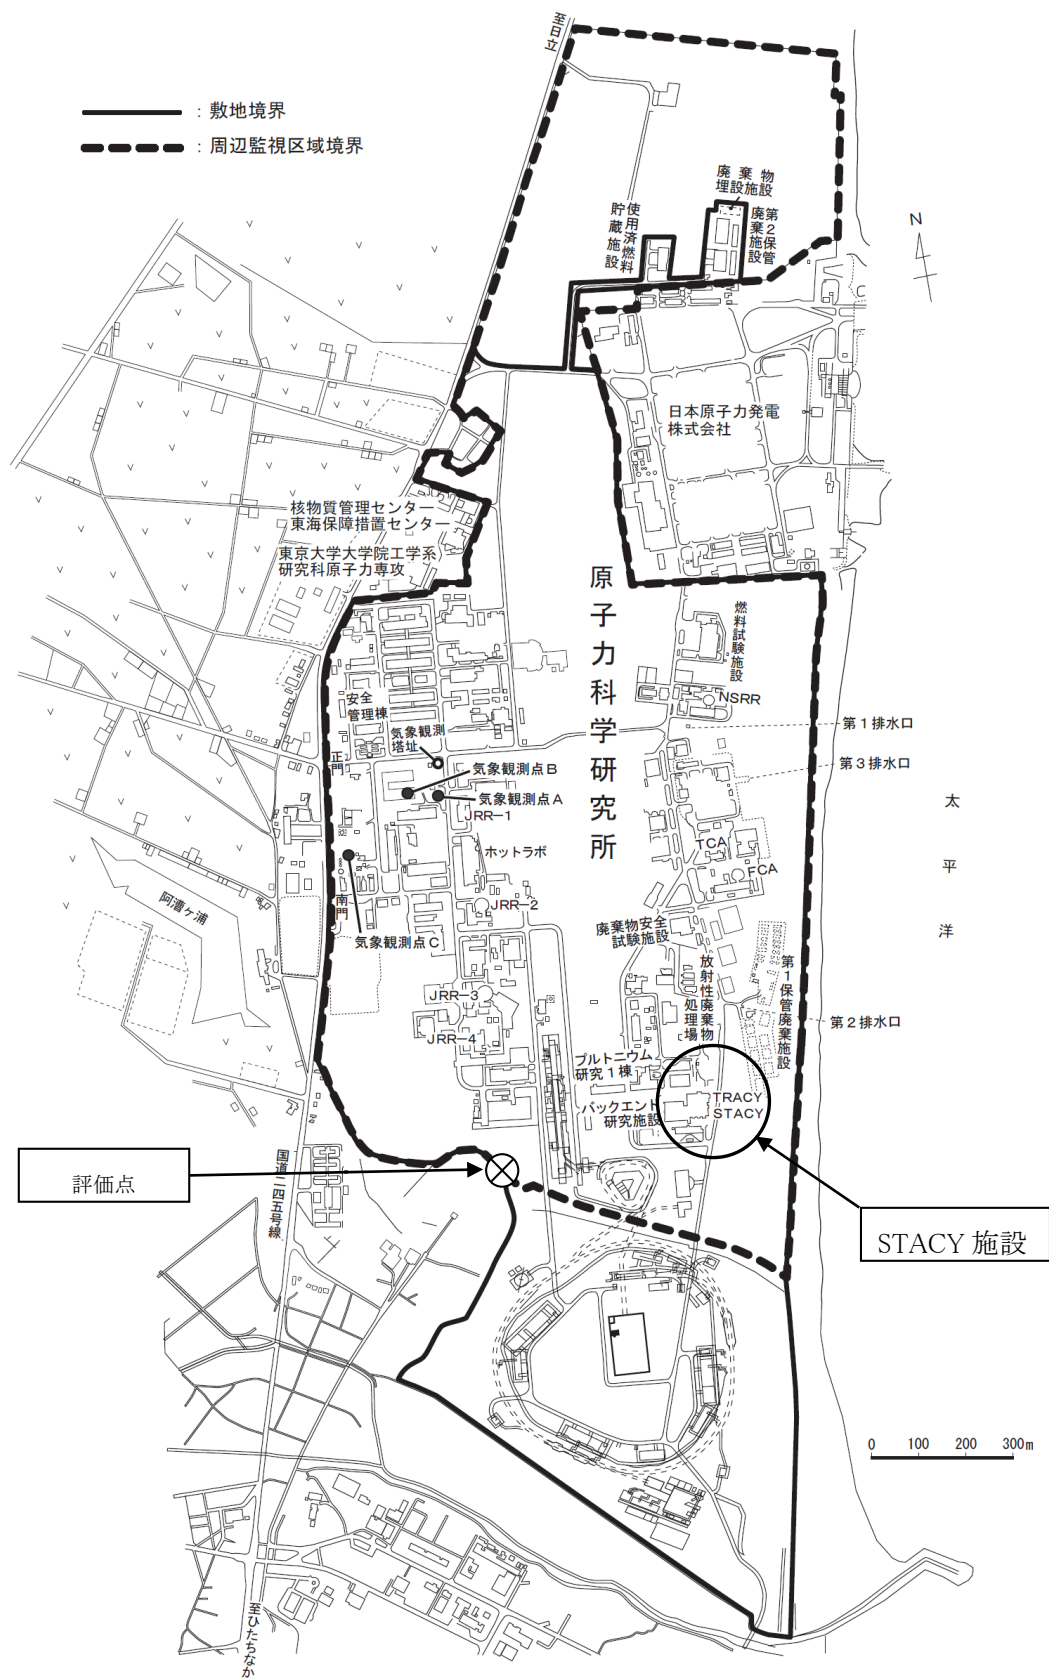 至日立
：敷地境界
：周辺監視区域境界
廃棄物
埋設施設
第2保管
廃棄施設
使用済燃料
貯蔵施設
N
日本原子力発電
株式会社
核物質管理センター
東海保障措置センター
東京大学大学院工学系
研究科原子力専攻
原子力科学研究所
燃料試験施設
NSRR
安全
管理棟
気象観測
塔址
正門
第1排水口
第3排水口
気象観測点B
気象観測点A
JRR-1
太平洋
TCA
FCA
ホットラボ
阿漕ヶ浦
南門
JRR-2
気象観測点C
廃棄物安全
試験施設
放射性廃棄物
処理場
第1保管廃棄施設
JRR-3
JRR-4
第2排水口
プルトニウム
研究1棟
バックエンド
研究施設
TRACY
STACY
評価点
国道二四五号線
STACY 施設
0 100 200 300m
至ひたちなか